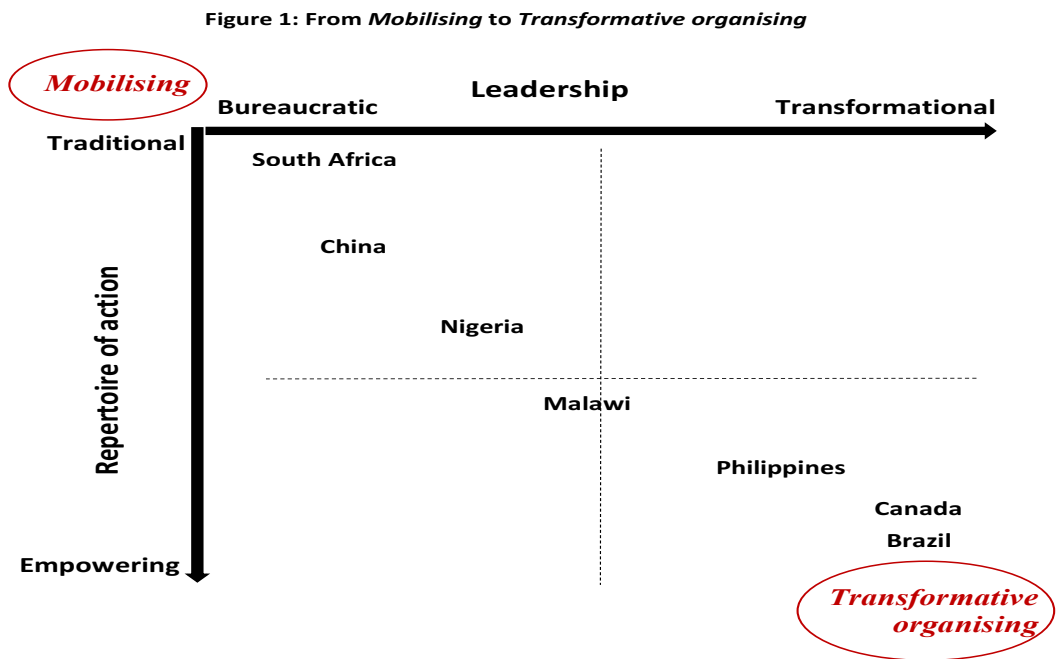 Figure 1: From Mobilising to Transformative organising
Mobilising
Leadership
Bureaucratic
Transformational
Traditional
South Africa
China
Nigeria
Repertoire of action
Malawi
Philippines
Canada
Brazil
Empowering
Transformative
organising